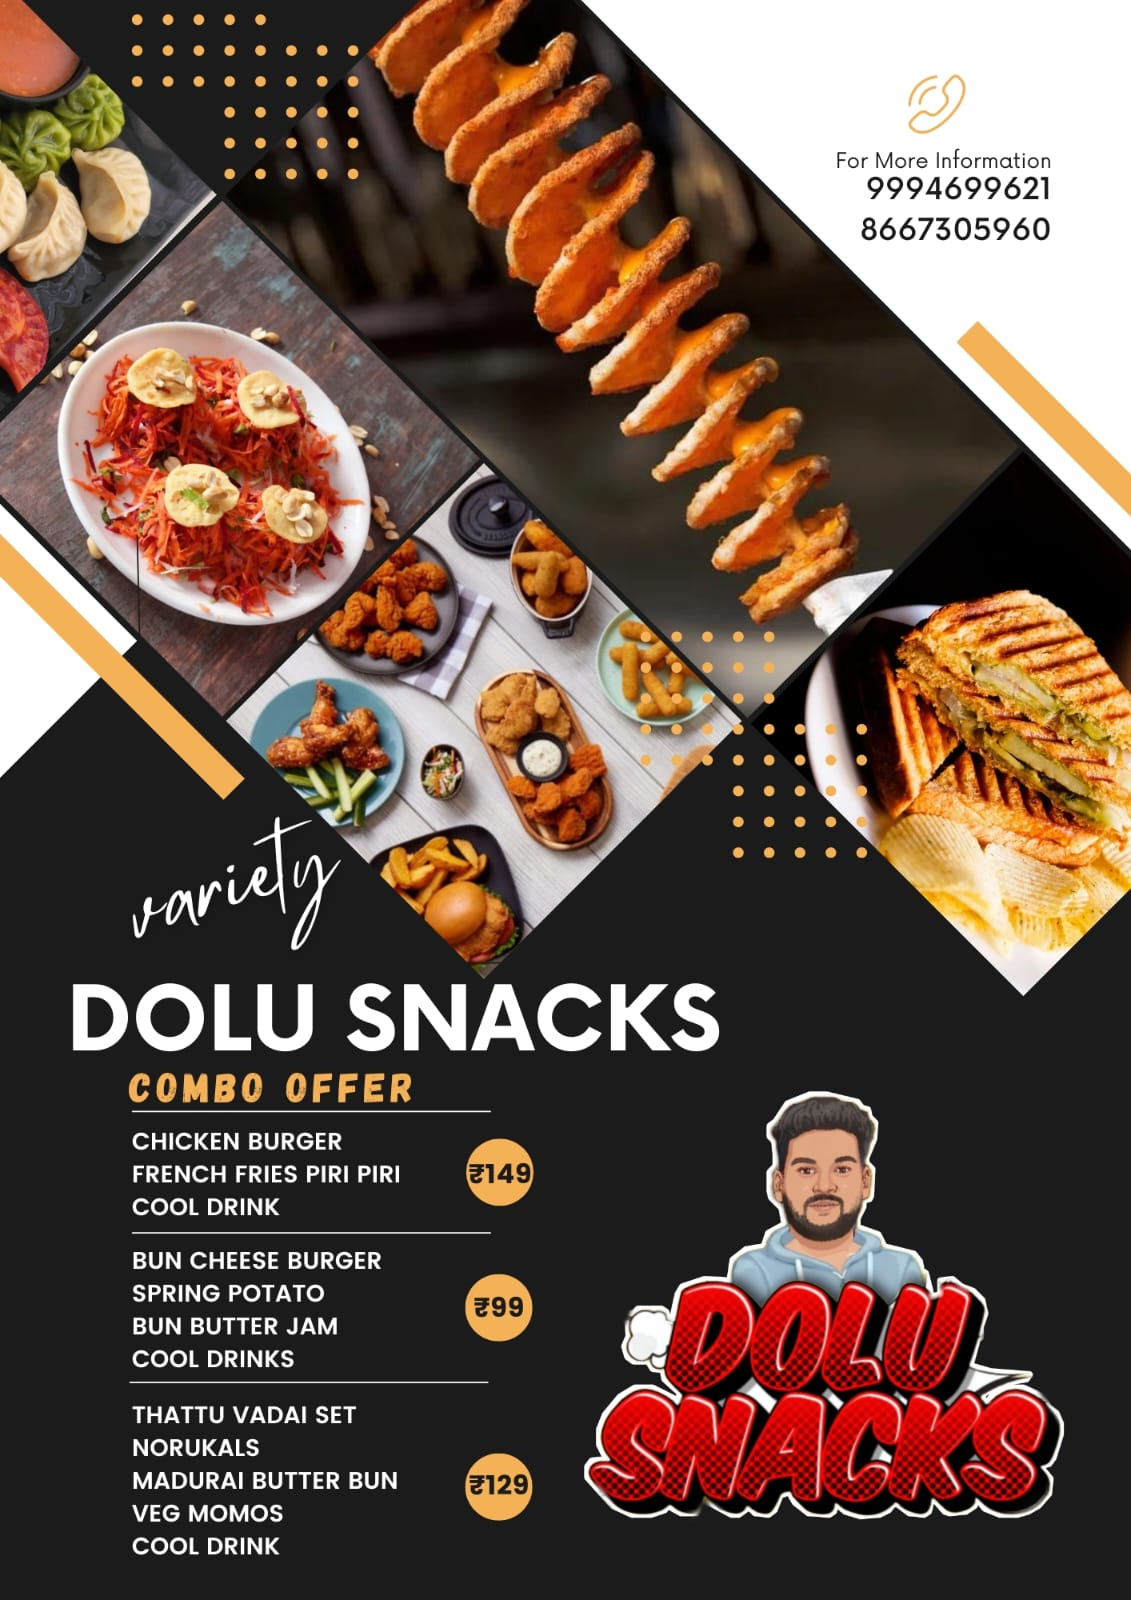 For More Information
9994699621
8667305960
variety
DOLU SNACKS
COMBO OFFER
CHICKEN BURGER
FRENCH FRIES PIRI PIRI
COOL DRINK
₹149
BUN CHEESE BURGER
SPRING POTATO
BUN BUTTER JAM
COOL DRINKS
₹99
THATTU VADAI SET
NORUKALS
MADURAI BUTTER BUN
VEG MOMOS
COOL DRINK
₹129
DOLU
SNACKS